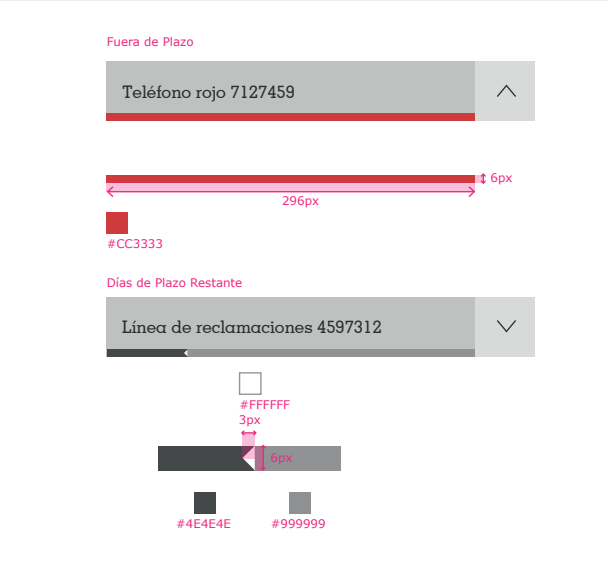 Fuera de Plazo
Teléfono rojo 7127459
6px
296px
#CC3333
Días de Plazo Restante
Línea de reclamaciones 4597312
#FFFFFF
3px
6px
#4E4E4E
#999999